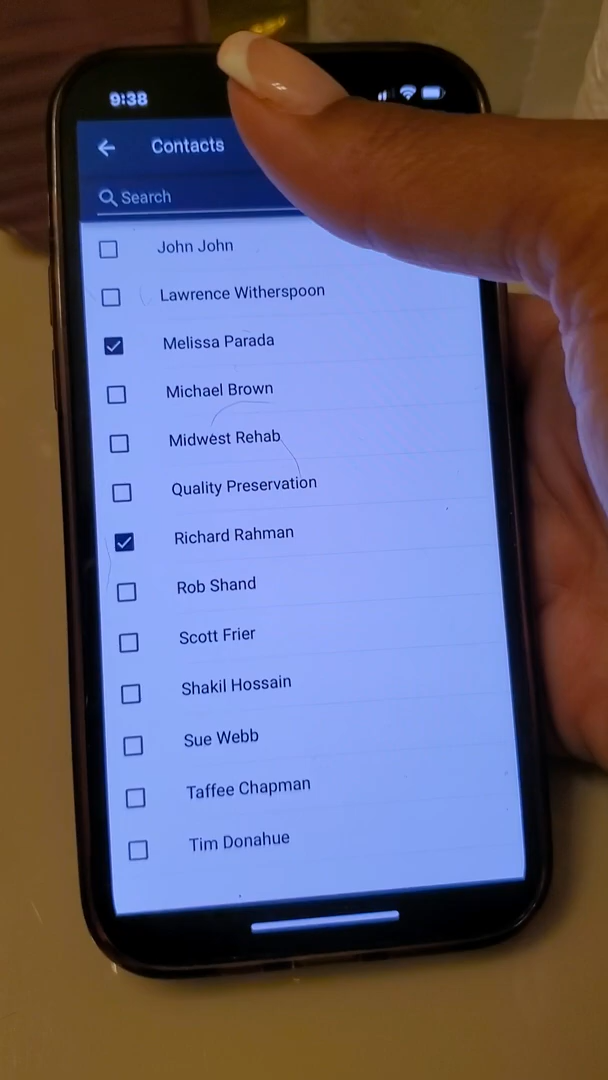 9:38
Contacts
Search
John John
Lawrence Witherspoon
Melissa Parada
Michael Brown
Midwest Rehab
Quality Preservation
Richard Rahman
Rob Shand
Scott Frier
Shakil Hossain
Sue Webb
Taffee Chapman
Tim Donahue